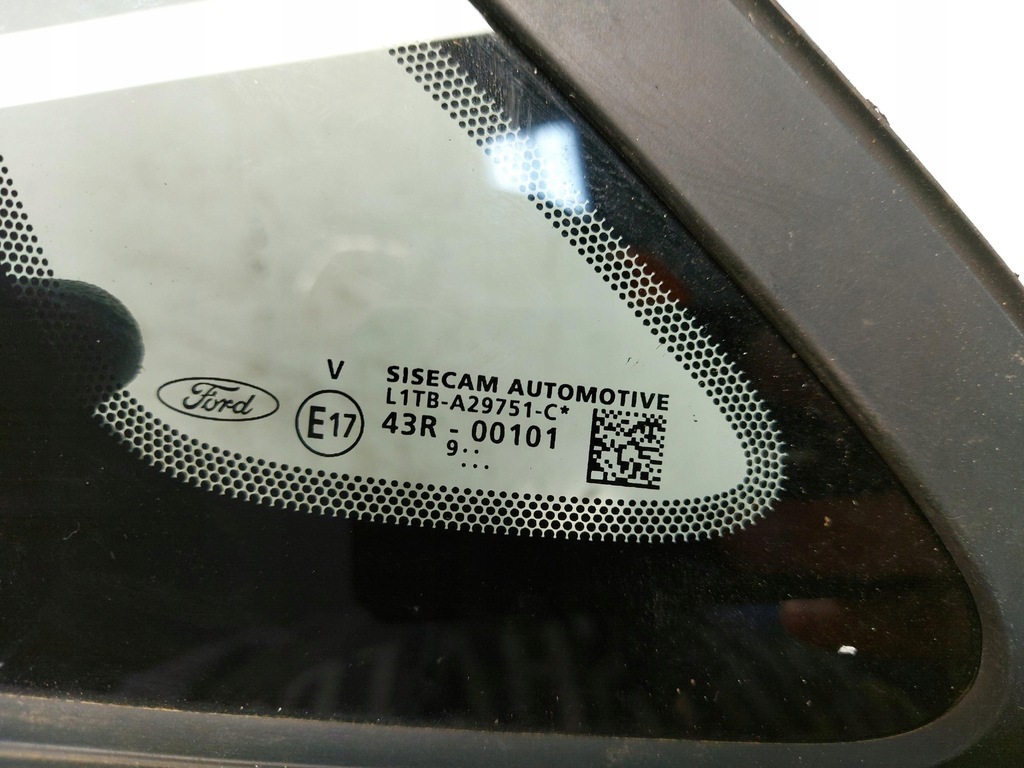 Ford
V
E17
SISECAM AUTOMOTIVE
L1TB-A29751-C*
43R - 00101
9..
...